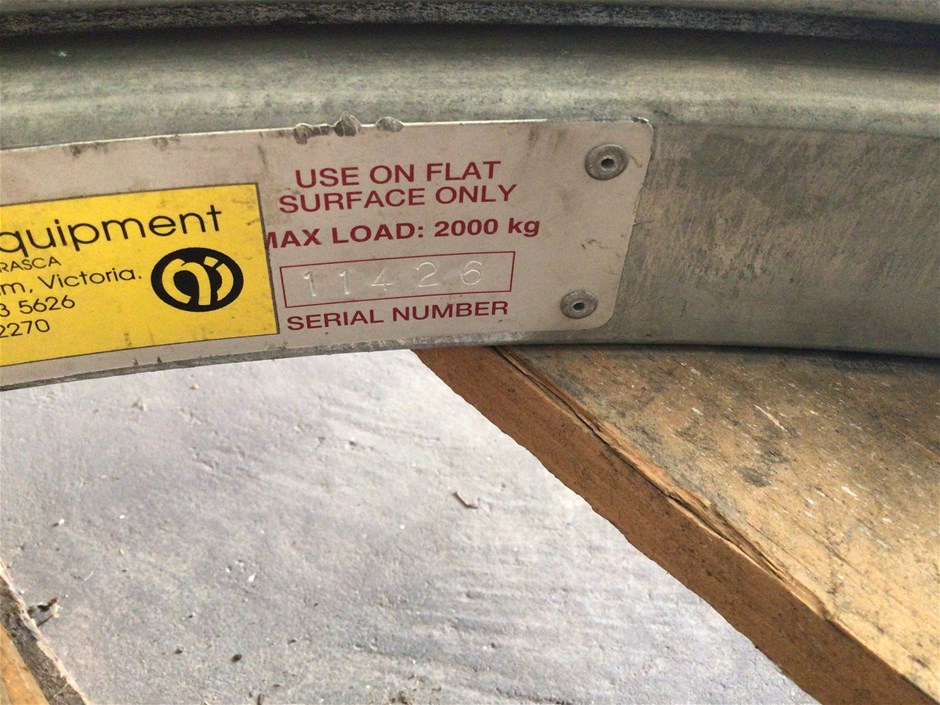 USE ON FLAT
SURFACE ONLY
MAX LOAD: 2000 kg
11426
SERIAL NUMBER
quipment
RASCA
m, Victoria.
3 5626
2270